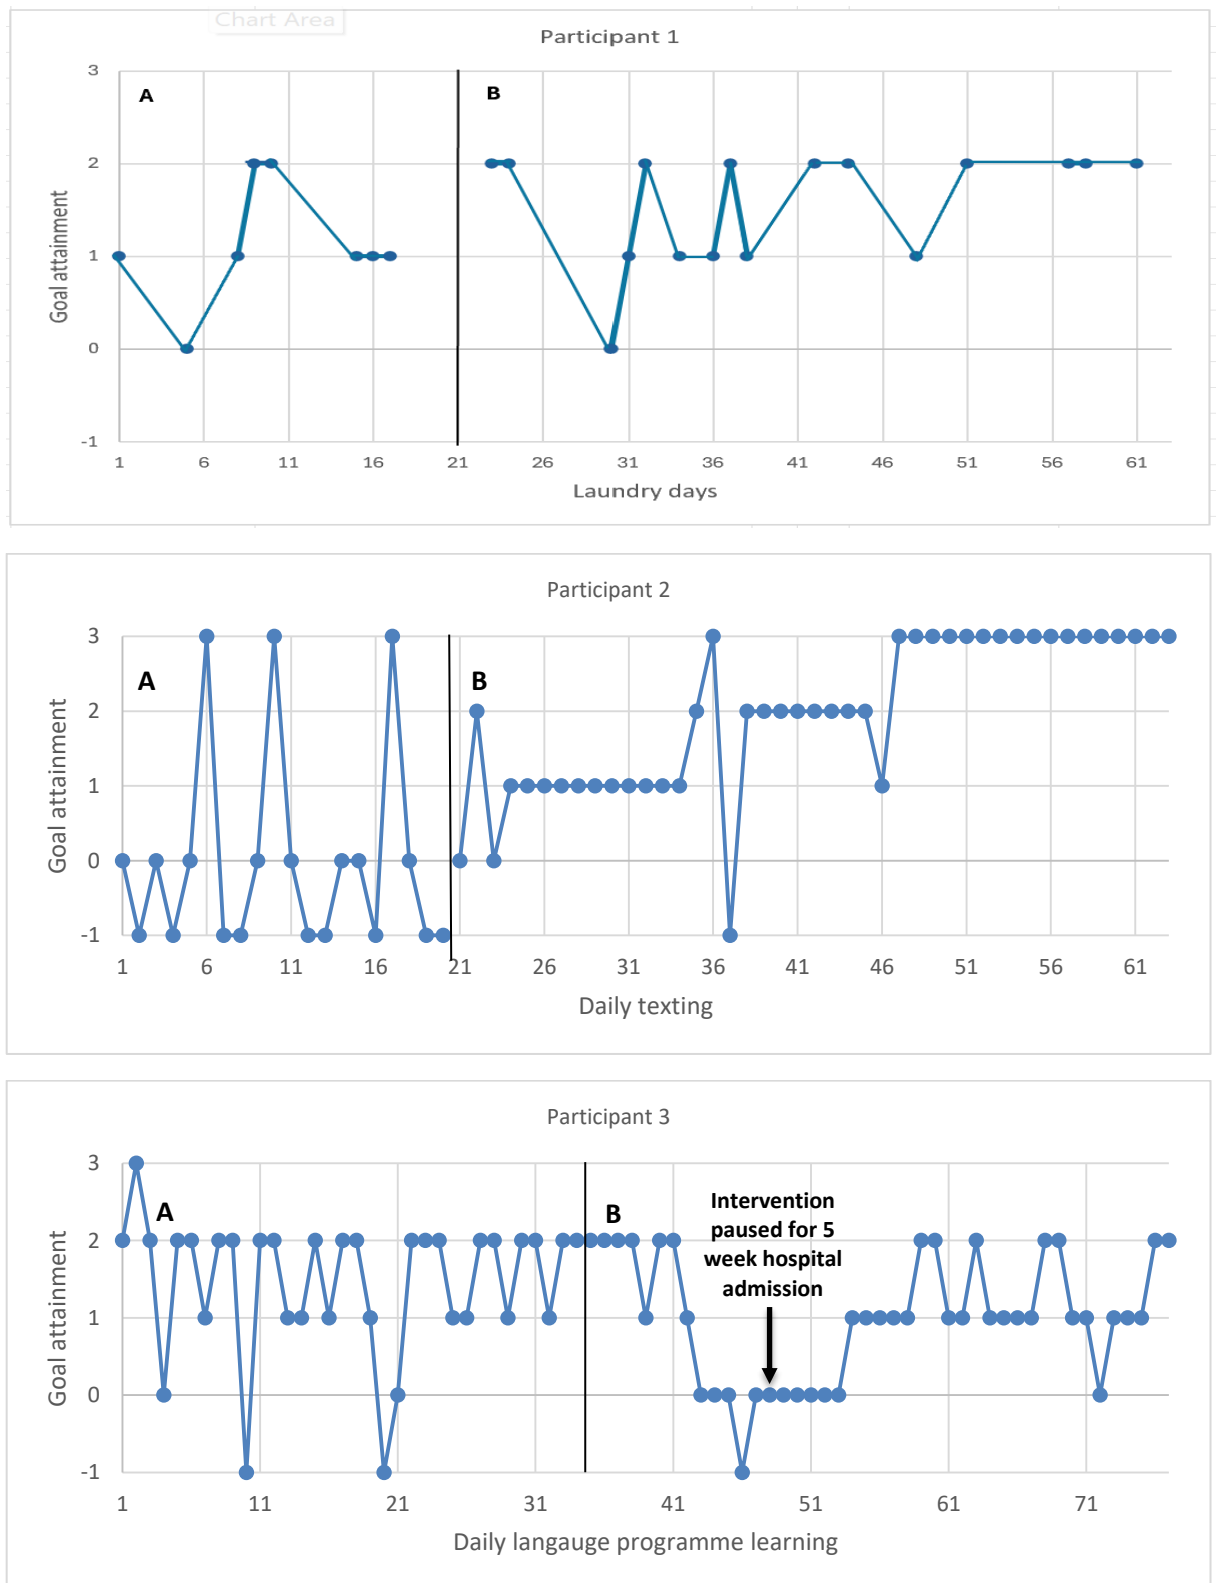 Chart Area
Participant 1
3
A
B
2
Goal attainment
1
0
-1
1 6 11 16 21 26 31 36 41 46 51 56 61
Laundry days
Participant 2
3
A
B
2
Goal attainment
1
0
-1
1 6 11 16 21 26 31 36 41 46 51 56 61
Daily texting
Participant 3
3
A
B
Intervention
paused for 5
week hospital
admission
2
Goal attainment
1
0
-1
1 11 21 31 41 51 61 71
Daily langauge programme learning